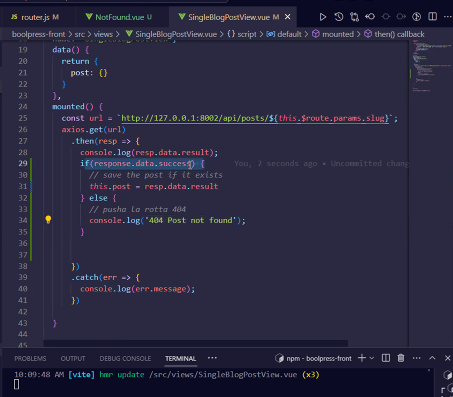 router.js M
NotFound.vue U
SingleBlogPostView.vue M
boolpress-front > src > views > SingleBlogPostView.vue > {} script > default > mounted > then() callback
19 data() {
20 return {
21 post: {}
22 }
23 },
24 mounted() {
25 const url = `http://127.0.0.1:8002/api/posts/${this.$route.params.slug}`;
26 axios.get(url)
27 .then(resp => {
28 console.log(resp.data.result);
29 if(response.data.success) { You, 2 seconds ago • Uncommitted chang
30 // save the post if it exists
31 this.post = resp.data.result
32 } else {
33 // pusha la rotta 404
34 console.log('404 Post not found');
35 }
36
37
38 })
39 .catch(err => {
40 console.log(err.message);
41 })
42
43 }
44
45
PROBLEMS OUTPUT DEBUG CONSOLE TERMINAL ··· npm - boolpress-front
10:09:48 AM [vite] hmr update /src/views/SingleBlogPostView.vue (x3)